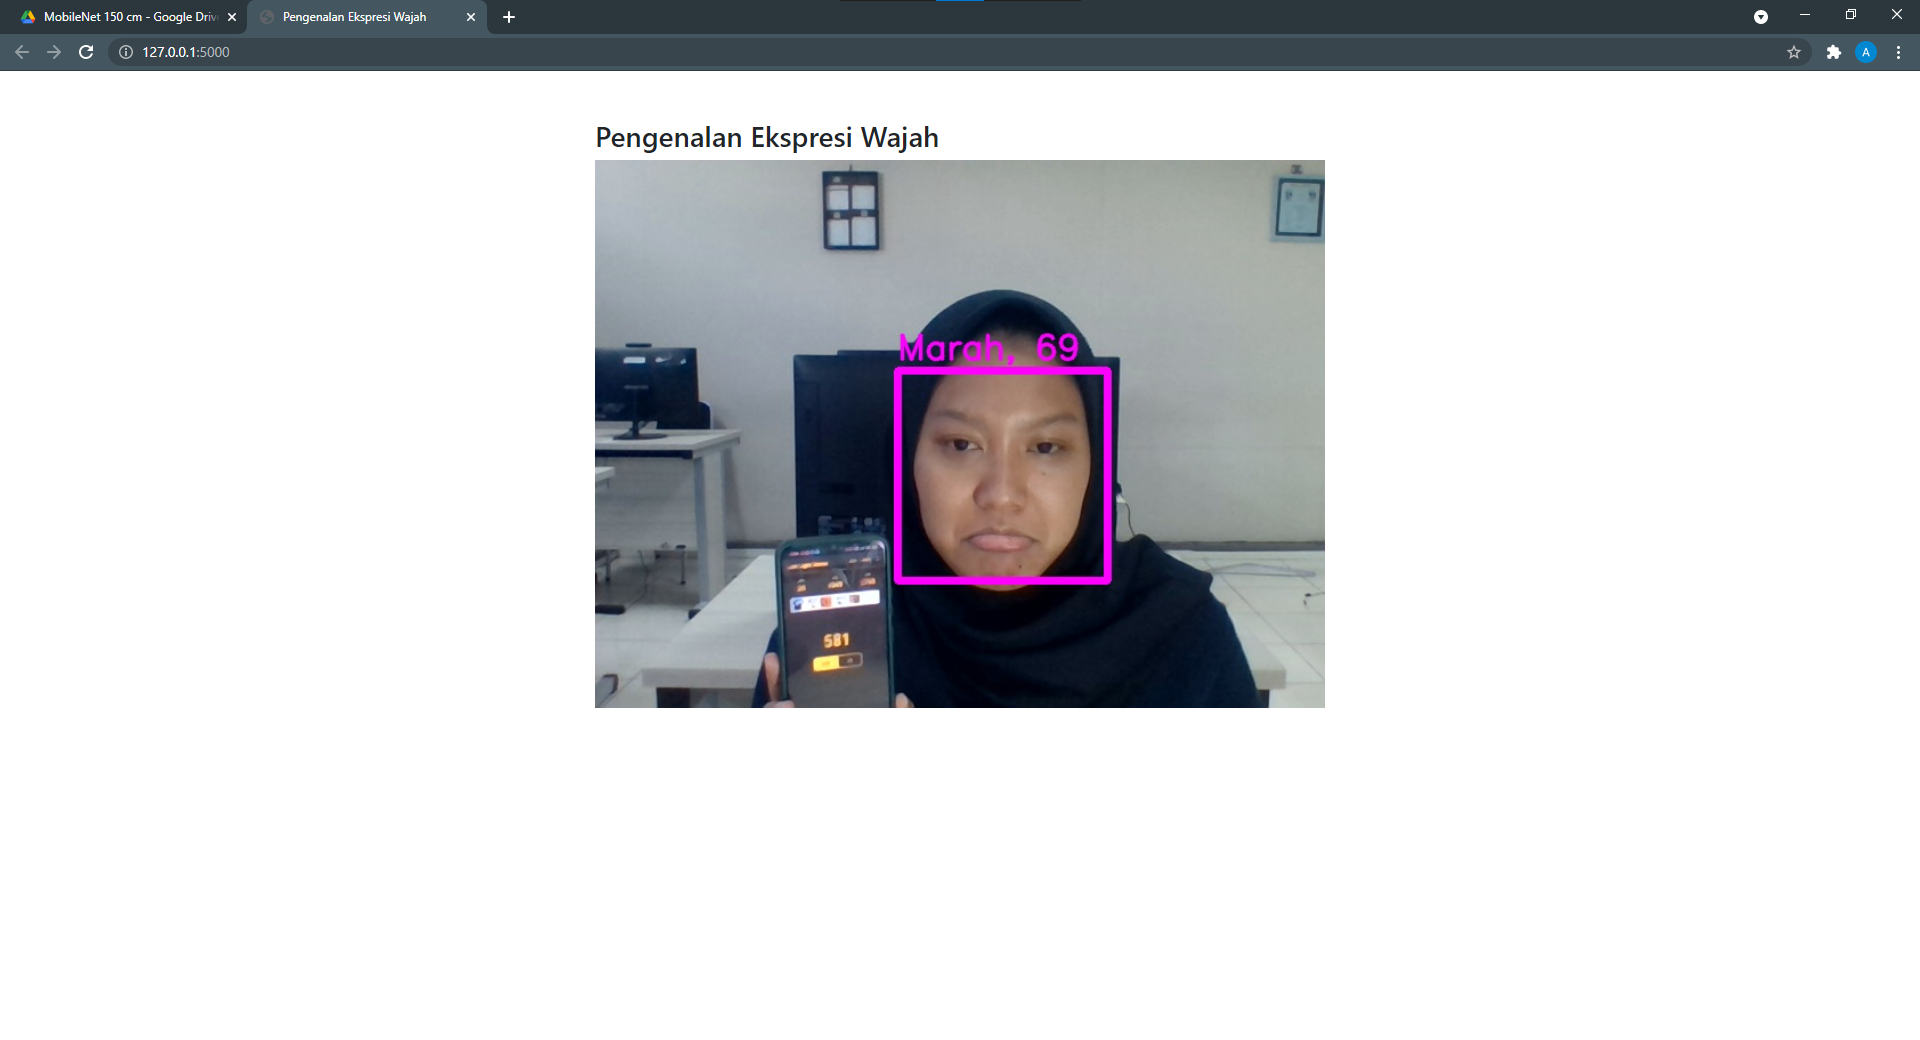 MobileNet 150 cm - Google Driv
Pengenalan Ekspresi Wajah
127.0.0.1:5000
A
Pengenalan Ekspresi Wajah
Marah, 69
581